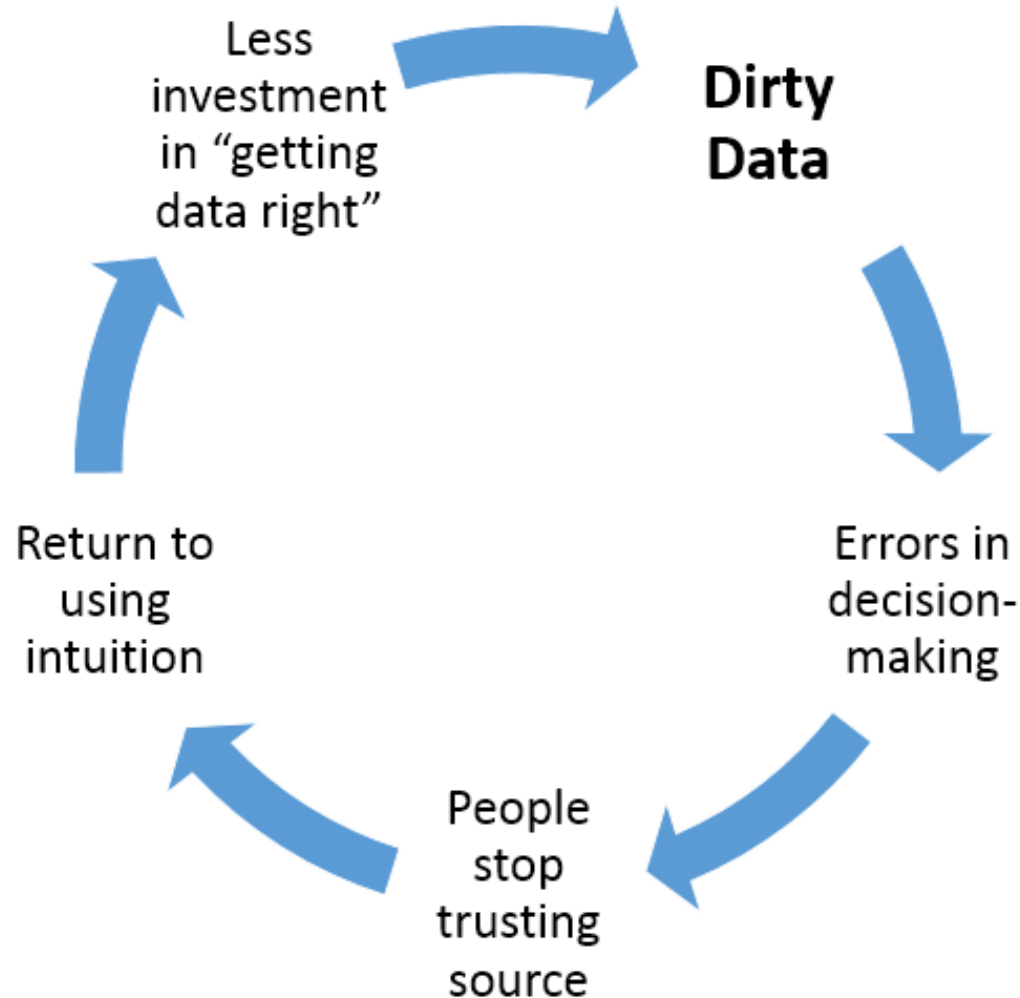 Less
investment
in “getting
data right”
Dirty
Data
Errors in
decision-
making
People
stop
trusting
source
Return to
using
intuition